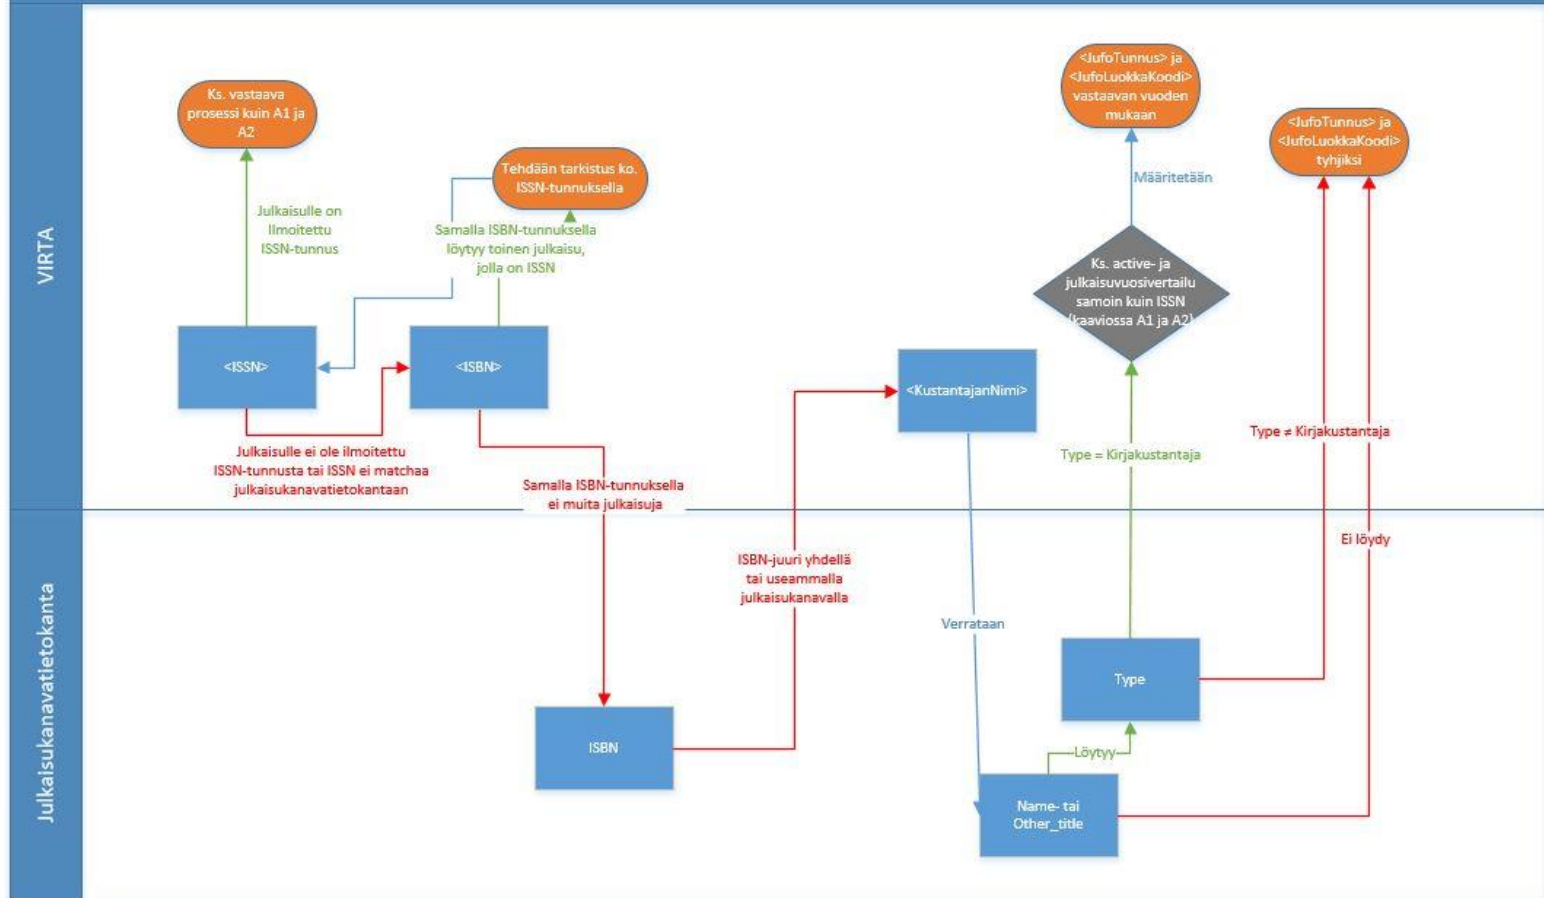 VIRTA
Ks. vastaava
prosessi kuin A1 ja
A2
Julkaisulle on
Ilmoitettu
ISSN-tunnus
<ISSN>
Julkaisulle ei ole ilmoitettu
ISSN-tunnusta tai ISSN ei matchaa
julkaisukanavatietokantaan
Tehdään tarkistus ko.
ISSN-tunnuksella
Samalla ISBN-tunnuksella
löytyy toinen julkaisu,
jolla on ISSN
<ISBN>
Samalla ISBN-tunnuksella
ei muita julkaisuja
<KustantajanNimi>
<JufoTunnus> ja
<JufoLuokkaKoodi>
vastaavan vuoden
mukaan
Määritetään
Ks. active- ja
julkaisuvuosivertailu
samoin kuin ISSN
(kaaviossa A1 ja A2)
Type = Kirjakustantaja
<JufoTunnus> ja
<JufoLuokkaKoodi>
tyhjiksi
Type ≠ Kirjakustantaja
Julkaisukanavatietokanta
ISBN
ISBN-juuri yhdellä
tai useammalla
julkaisukanavalla
Verrataan
Ei löydy
Type
Löytyy
Name- tai
Other_title